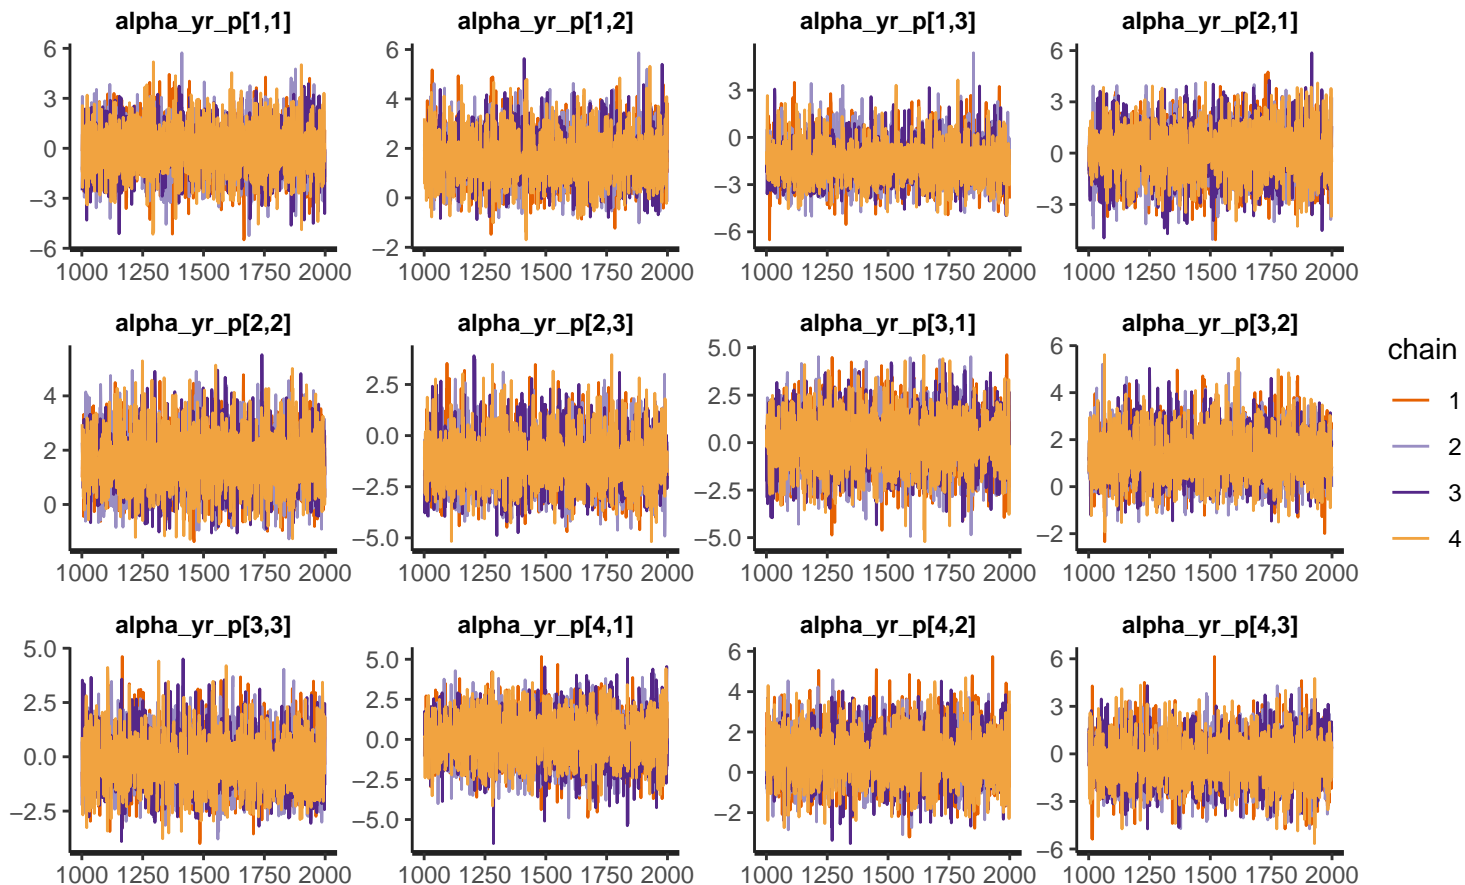 alpha_yr_p[1,1] alpha_yr_p[1,2] alpha_yr_p[1,3] alpha_yr_p[2,1]
6 3 0 −3 −6
6 4 2 0 −2
3 0 −3 −6
6 3 0 −3
1000 1250 1500 1750 2000 1000 1250 1500 1750 2000 1000 1250 1500 1750 2000 1000 1250 1500 1750 2000
alpha_yr_p[2,2] alpha_yr_p[2,3] alpha_yr_p[3,1] alpha_yr_p[3,2]
4 2 0
2.5 0.0 −2.5 −5.0
5.0 2.5 0.0 −2.5 −5.0
6 4 2 0 −2
1000 1250 1500 1750 2000 1000 1250 1500 1750 2000 1000 1250 1500 1750 2000 1000 1250 1500 1750 2000
alpha_yr_p[3,3] alpha_yr_p[4,1] alpha_yr_p[4,2] alpha_yr_p[4,3]
5.0 2.5 0.0 −2.5
5.0 2.5 0.0 −2.5 −5.0
6 4 2 0 −2
6 3 0 −3 −6
1000 1250 1500 1750 2000 1000 1250 1500 1750 2000 1000 1250 1500 1750 2000 1000 1250 1500 1750 2000
chain
1
2
3
4